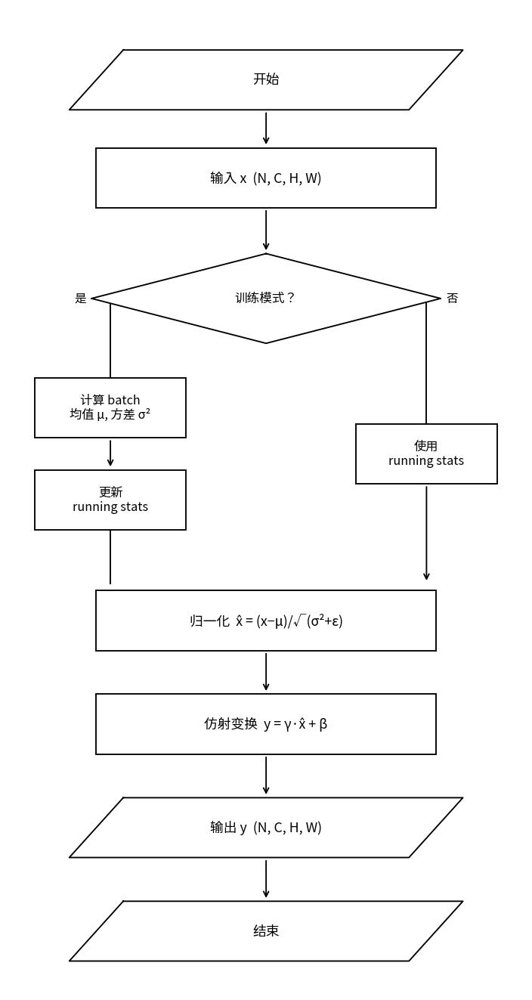 开始
输入 x (N, C, H, W)
训练模式？
是
否
计算 batch
均值 μ, 方差 σ²
使用
running stats
更新
running stats
归一化 x̂ = (x−μ)/√(σ²+ε)
仿射变换 y = γ·x̂ + β
输出 y (N, C, H, W)
结束